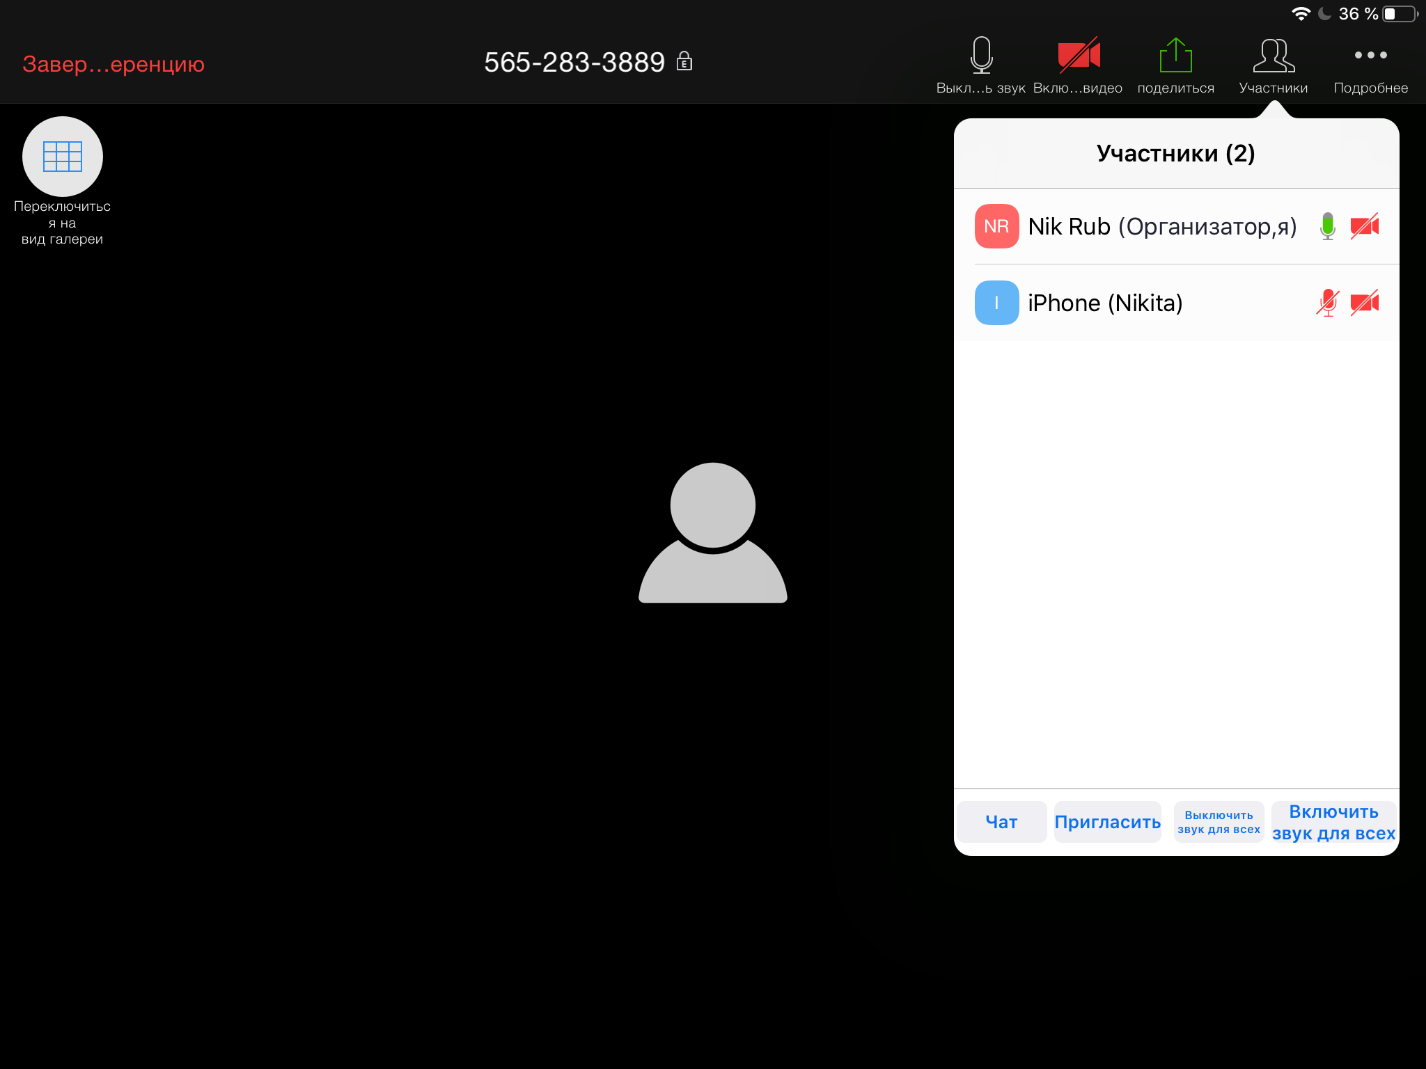 36 %
Завер...еренцию
565-283-3889
E
Выкл...ь звук
Вклю...видео
поделиться
Участники
Подробнее
Переключитьс
я на
вид галереи
Участники (2)
NR
Nik Rub (Организатор,я)
I
iPhone (Nikita)
Чат
Пригласить
Выключить
звук для всех
Включить
звук для всех